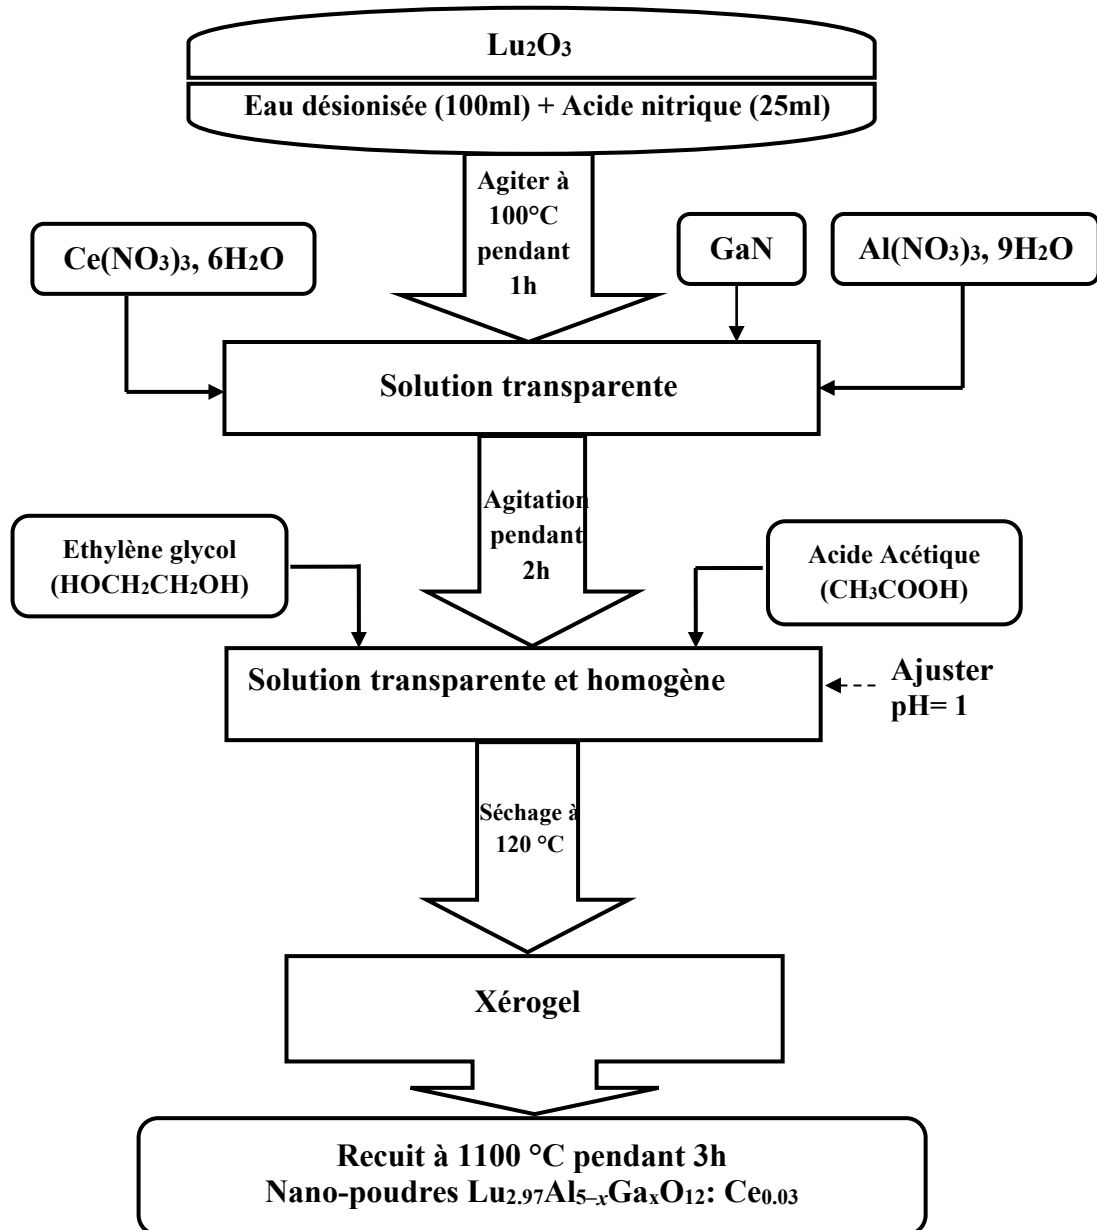 Lu₂O₃
Eau désionisée (100ml) + Acide nitrique (25ml)
Agiter à
100°C
pendant
1h
Ce(NO₃)₃, 6H₂O
GaN
Al(NO₃)₃, 9H₂O
Solution transparente
Agitation
pendant
2h
Ethylène glycol
(HOCH₂CH₂OH)
Acide Acétique
(CH₃COOH)
Solution transparente et homogène
Ajuster
pH= 1
Séchage à
120 °C
Xérogel
Recuit à 1100 °C pendant 3h
Nano-poudres Lu₂.₉₇Al₅₋ₓGaₓO₁₂: Ce₀.₀₃